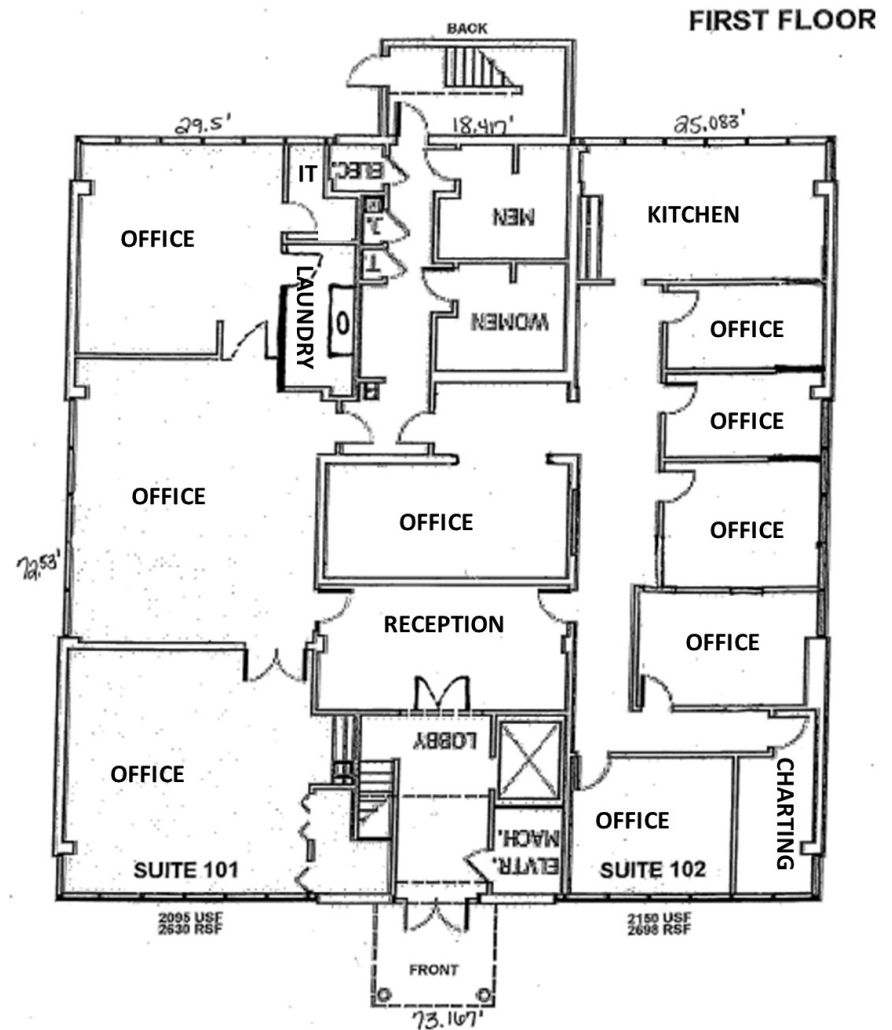 FIRST FLOOR
BACK
29.5'
18.417'
25.083'
IT
ELEC.
OFFICE
MEN
KITCHEN
J.
T.
LAUNDRY
WOMEN
OFFICE
OFFICE
OFFICE
OFFICE
OFFICE
72.53'
RECEPTION
OFFICE
LOBBY
OFFICE
CHARTING
OFFICE
ELVTR.
MACH.
SUITE 101
SUITE 102
2095 USF
2630 RSF
2150 USF
2698 RSF
FRONT
73.167'